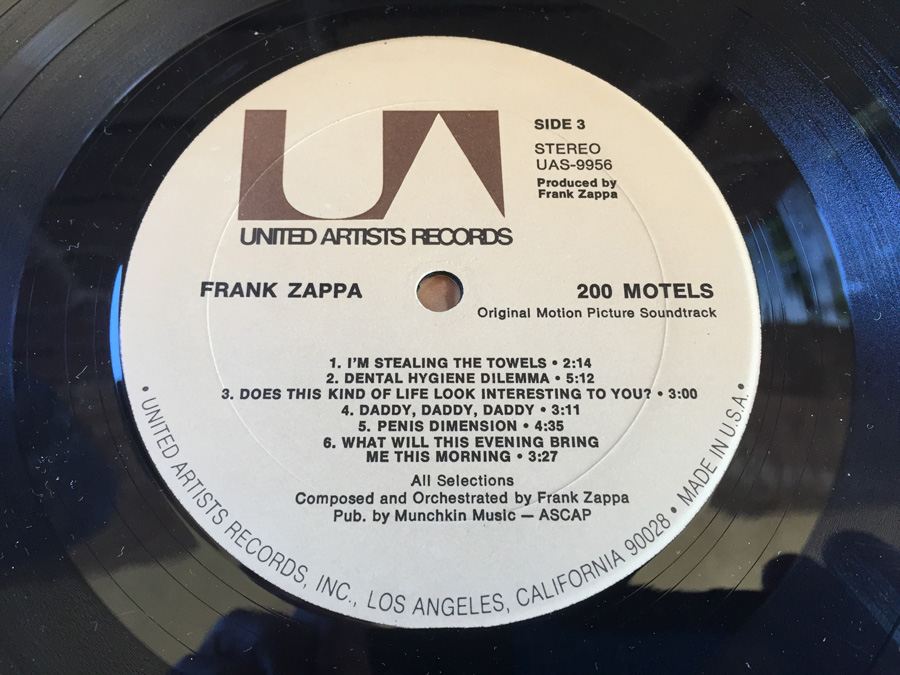 UA
UNITED ARTISTS RECORDS
SIDE 3
STEREO
UAS-9956
Produced by
Frank Zappa
FRANK ZAPPA
200 MOTELS
Original Motion Picture Soundtrack
1. I'M STEALING THE TOWELS • 2:14
2. DENTAL HYGIENE DILEMMA • 5:12
3. DOES THIS KIND OF LIFE LOOK INTERESTING TO YOU? • 3:00
4. DADDY, DADDY, DADDY • 3:11
5. PENIS DIMENSION • 4:35
6. WHAT WILL THIS EVENING BRING
ME THIS MORNING • 3:27
All Selections
Composed and Orchestrated by Frank Zappa
Pub. by Munchkin Music — ASCAP
• UNITED ARTISTS RECORDS, INC., LOS ANGELES, CALIFORNIA 90028 • MADE IN U.S.A. •